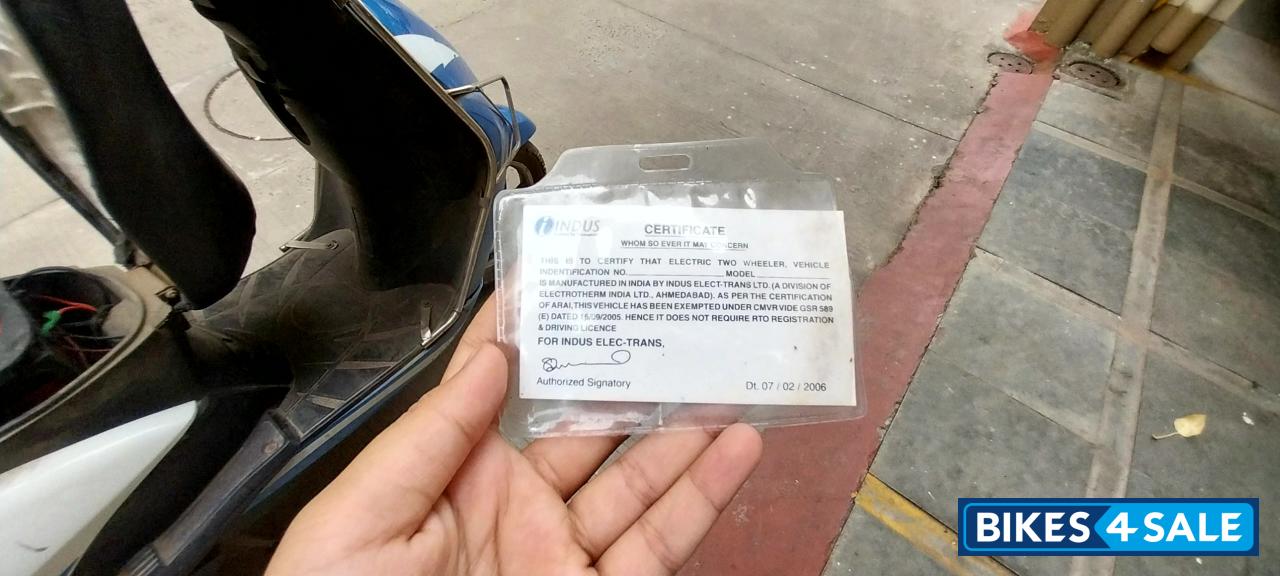 INDUS
CERTIFICATE
WHOM SO EVER IT MAY CONCERN
THIS IS TO CERTIFY THAT ELECTRIC TWO WHEELER, VEHICLE
INDENTIFICATION NO.________________ MODEL____________
IS MANUFACTURED IN INDIA BY INDUS ELECT-TRANS LTD. (A DIVISION OF
ELECTROTHERM INDIA LTD., AHMEDABAD). AS PER THE CERTIFICATION
OF ARAI,THIS VEHICLE HAS BEEN EXEMPTED UNDER CMVR VIDE GSR 589
(E) DATED 16/09/2005. HENCE IT DOES NOT REQUIRE RTO REGISTRATION
& DRIVING LICENCE
FOR INDUS ELEC-TRANS,
Authorized Signatory Dt. 07 / 02 / 2006
BIKES4SALE